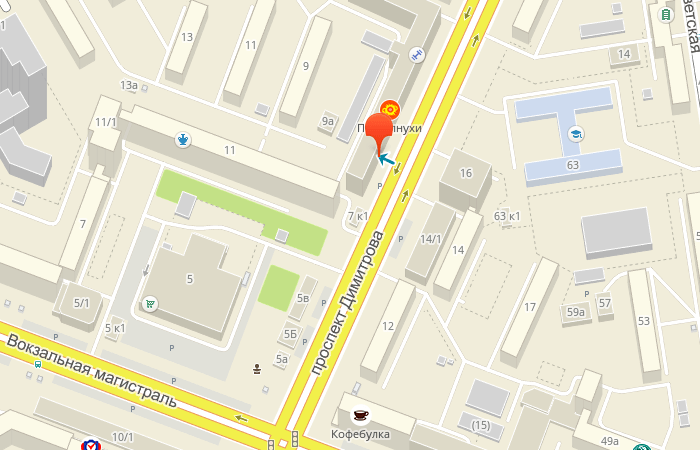 13
11
9
14
ветская
13а
11/1
9а
11
63
16
7
7 к1
63 к1
14/1
14
5
проспект Димитрова
5/1
5 к1
5в
5Б
5а
12
17
59а
57
53
Вокзальная магистраль
Кофебулка
10/1
(15)
49а
P
P
P
P
P
P
P
P
P